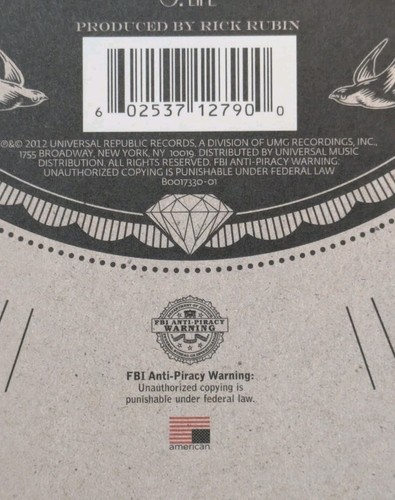 PRODUCED BY RICK RUBIN
6 02537 12790 0
℗&© 2012 UNIVERSAL REPUBLIC RECORDS, A DIVISION OF UMG RECORDINGS, INC.,
1755 BROADWAY, NEW YORK, NY 10019. DISTRIBUTED BY UNIVERSAL MUSIC
DISTRIBUTION. ALL RIGHTS RESERVED. FBI ANTI-PIRACY WARNING:
UNAUTHORIZED COPYING IS PUNISHABLE UNDER FEDERAL LAW
B0017330-01
FBI ANTI-PIRACY
WARNING
FBI Anti-Piracy Warning:
Unauthorized copying is
punishable under federal law.
american